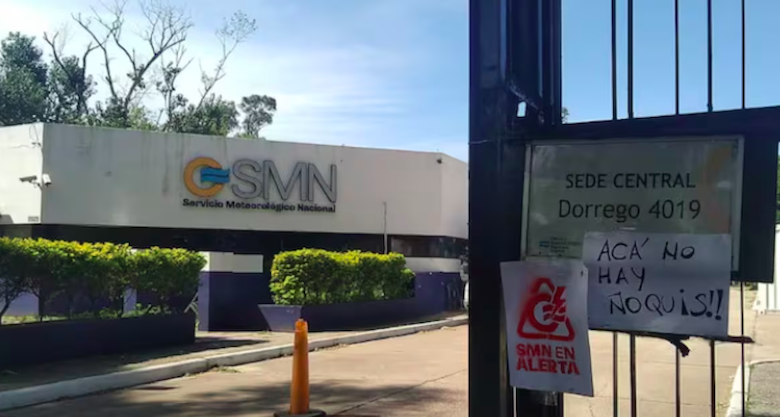 SMN
Servicio Meteorológico Nacional
SEDE CENTRAL
Dorrego 4019
ACÁ NO
HAY
ÑOQUIS!!
SMN EN
ALERTA